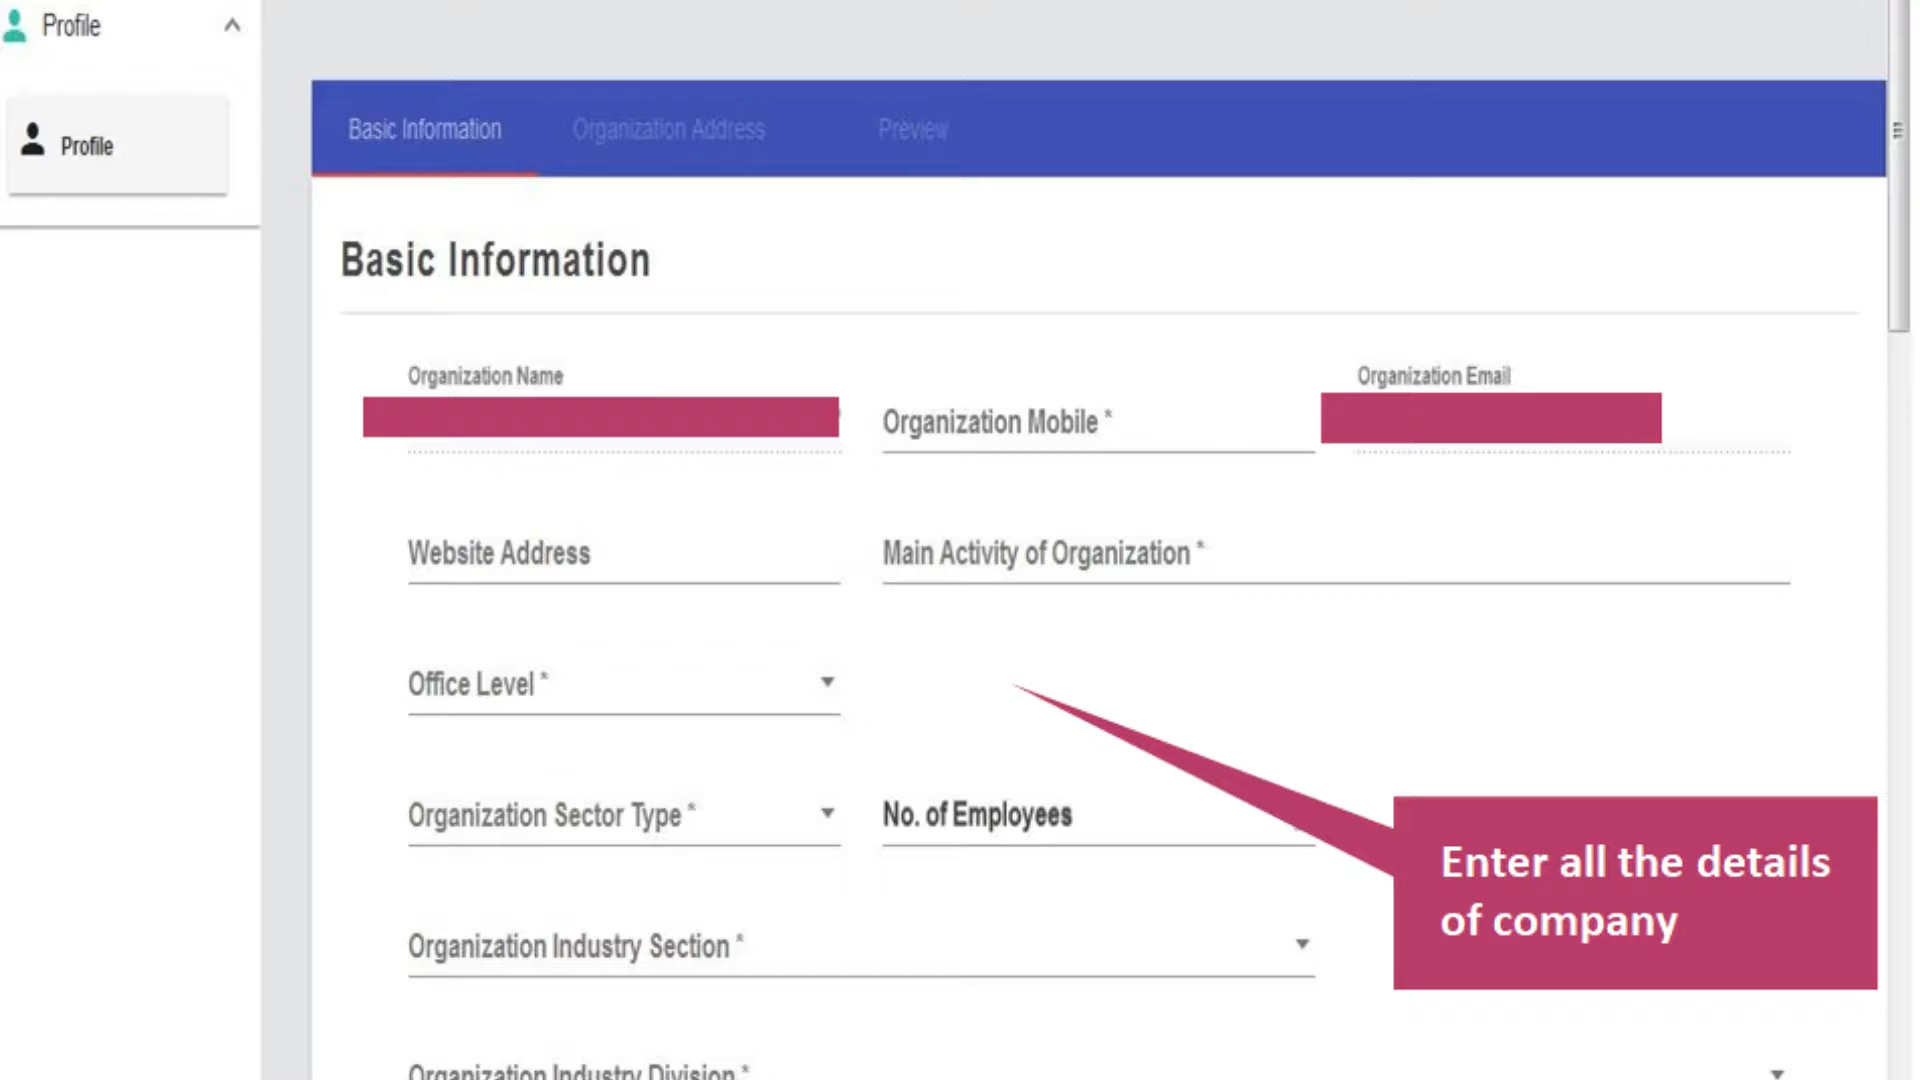 Profile
Profile
Basic Information Organization Address Preview
Basic Information
Organization Name
Organization Email
Organization Mobile *
Website Address
Main Activity of Organization *
Office Level *
Organization Sector Type *
No. of Employees
Enter all the details
of company
Organization Industry Section *
Organization Industry Division *